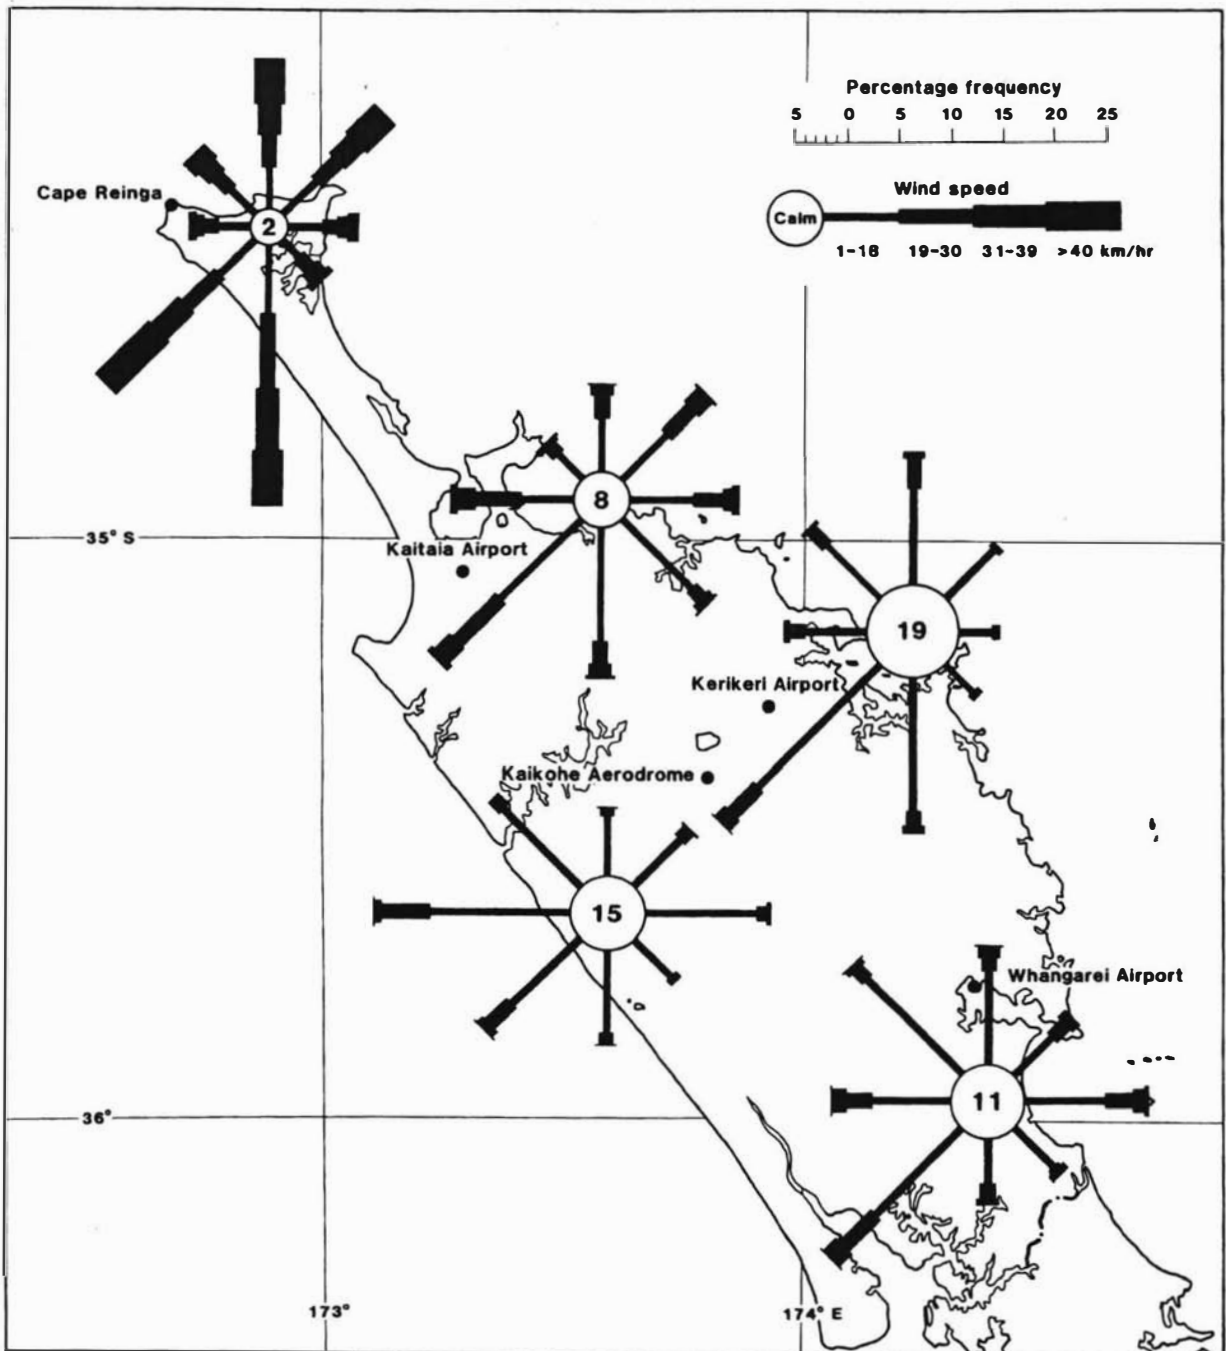 Percentage frequency
5 0 5 10 15 20 25
Wind speed
Calm
1-18 19-30 31-39 >40 km/hr
Cape Reinga
2
8
35° S
Kaitaia Airport
19
Kerikeri Airport
Kaikohe Aerodrome
15
Whangarei Airport
11
36°
173° 174° E